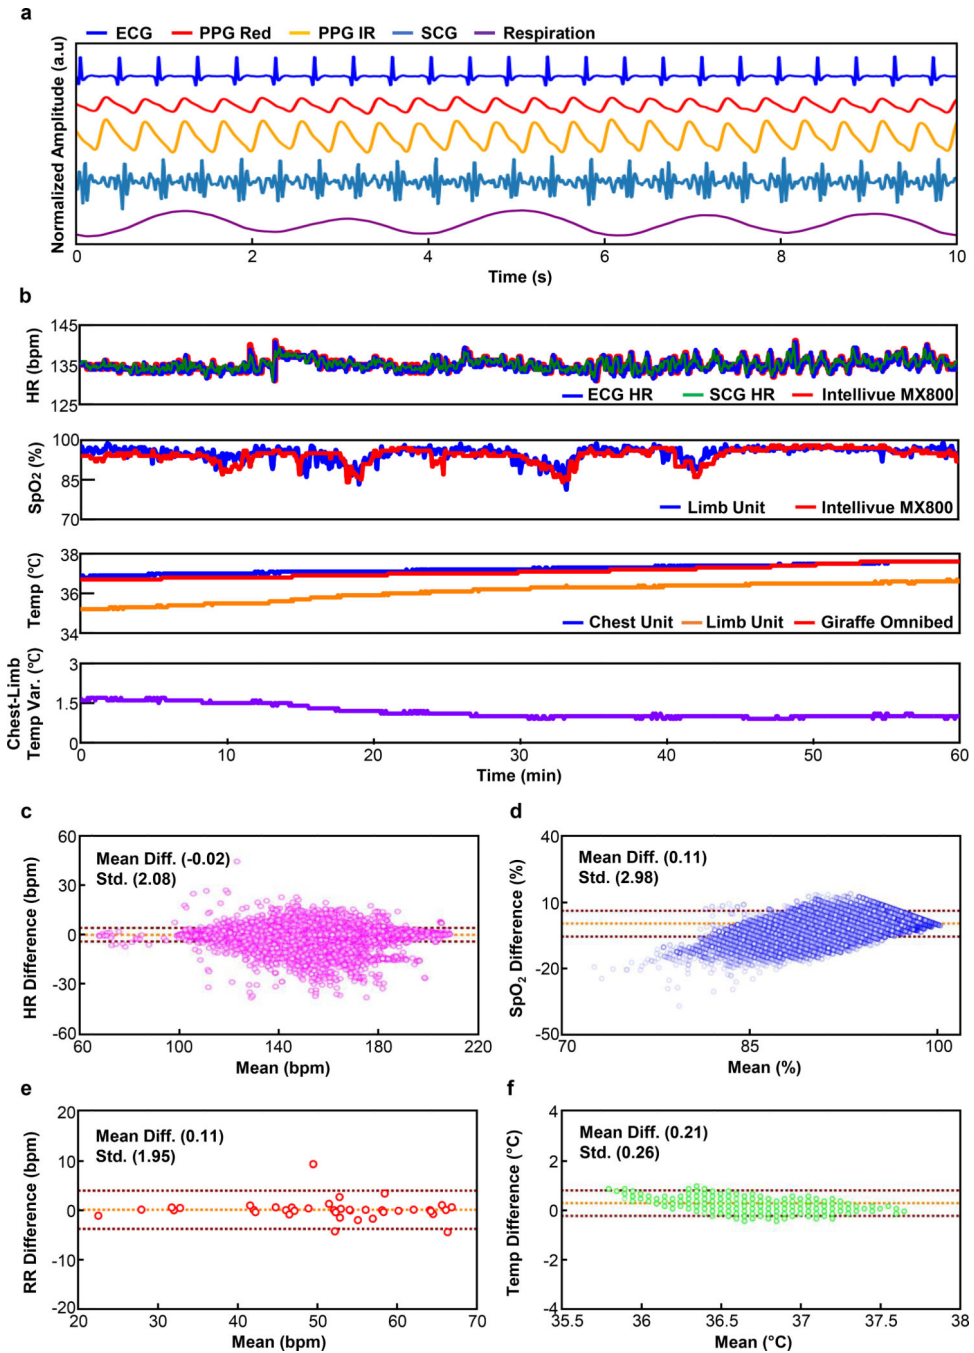 a
ECG PPG Red PPG IR SCG Respiration
Normalized Amplitude (a.u)
0 2 4 6 8 10
Time (s)
b
HR (bpm)
145
135
125
ECG HR SCG HR Intellivue MX800
SpO2 (%)
100
85
70
Limb Unit Intellivue MX800
Temp (°C)
38
36
34
Chest Unit Limb Unit Giraffe Omnibed
Chest-Limb
Temp Var. (°C)
3
1.5
0
0 10 20 30 40 50 60
Time (min)
c
HR Difference (bpm)
60
30
0
-30
-60
Mean Diff. (-0.02)
Std. (2.08)
60 100 140 180 220
Mean (bpm)
d
SpO2 Difference (%)
40
10
-20
-50
Mean Diff. (0.11)
Std. (2.98)
70 85 100
Mean (%)
e
RR Difference (bpm)
20
10
0
-10
-20
Mean Diff. (0.11)
Std. (1.95)
20 30 40 50 60 70
Mean (bpm)
f
Temp Difference (°C)
4
2
0
-2
-4
Mean Diff. (0.21)
Std. (0.26)
35.5 36 36.5 37 37.5 38
Mean (°C)